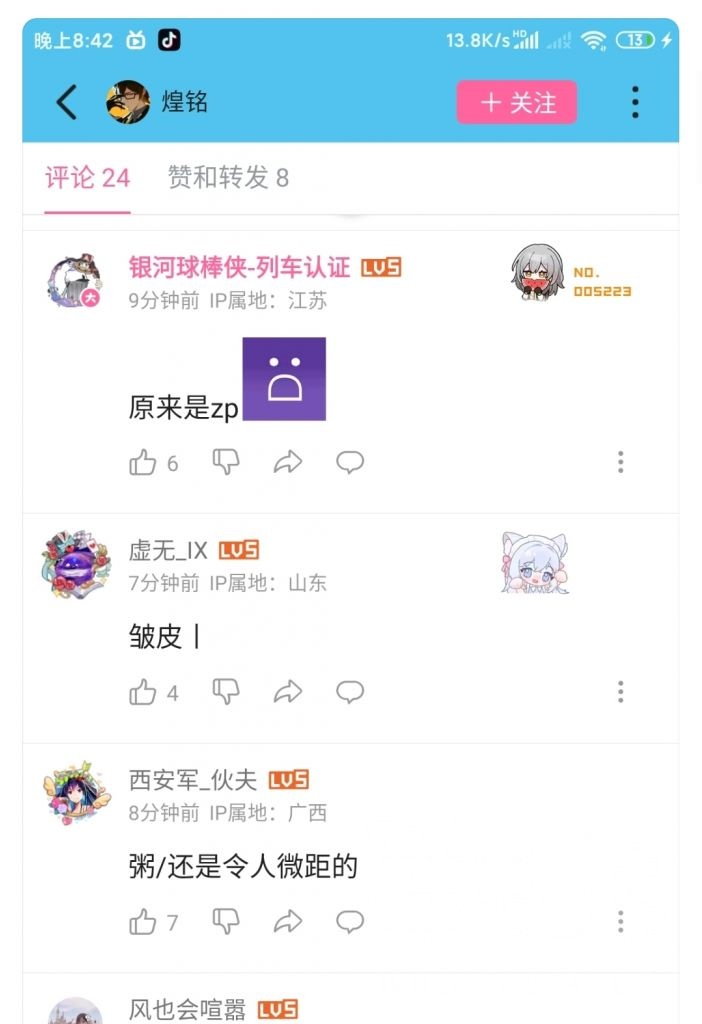 晚上8:42
13.8K/s HD
13
煌铭
+ 关注
评论 24
赞和转发 8
银河球棒侠-列车认证 LV5
大
9分钟前 IP属地：江苏
NO.
005223
原来是zp
6
虚无_IX LV5
7分钟前 IP属地：山东
皱皮丨
4
西安军_伙夫 LV5
8分钟前 IP属地：广西
粥/还是令人微距的
7
风也会喧嚣 LV5